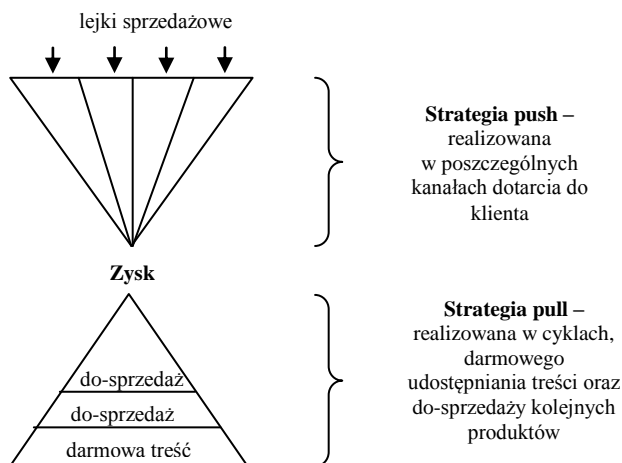 lejki sprzedażowe
Strategia push –
realizowana
w poszczególnych
kanałach dotarcia do
klienta
Zysk
Strategia pull –
realizowana w cyklach,
darmowego
udostępniania treści oraz
do-sprzedaży kolejnych
produktów
do-sprzedaż
do-sprzedaż
darmowa treść